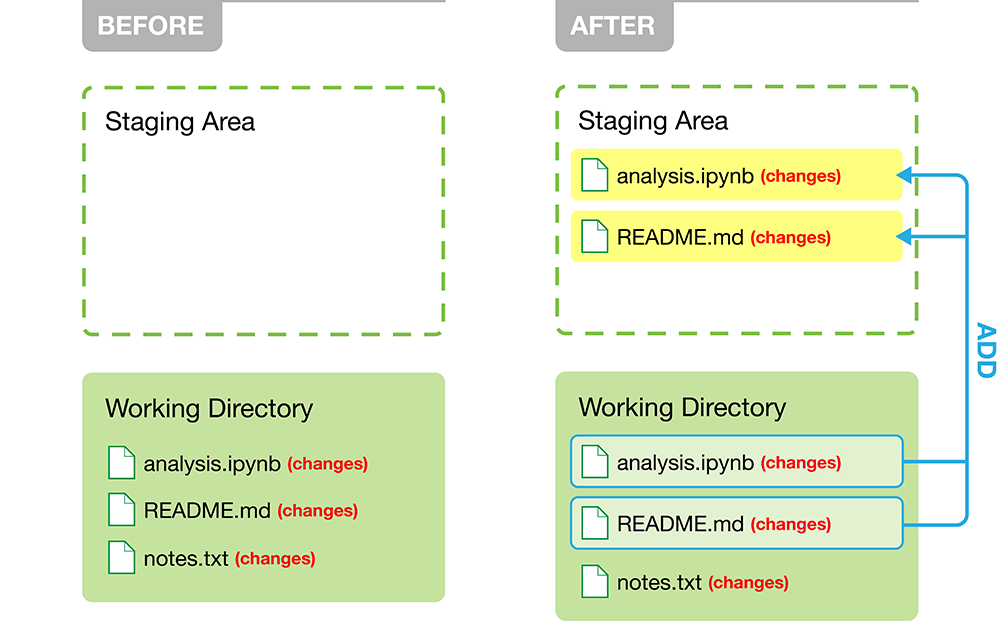 BEFORE
Staging Area
Working Directory
analysis.ipynb (changes)
README.md (changes)
notes.txt (changes)
AFTER
Staging Area
analysis.ipynb (changes)
README.md (changes)
ADD
Working Directory
analysis.ipynb (changes)
README.md (changes)
notes.txt (changes)